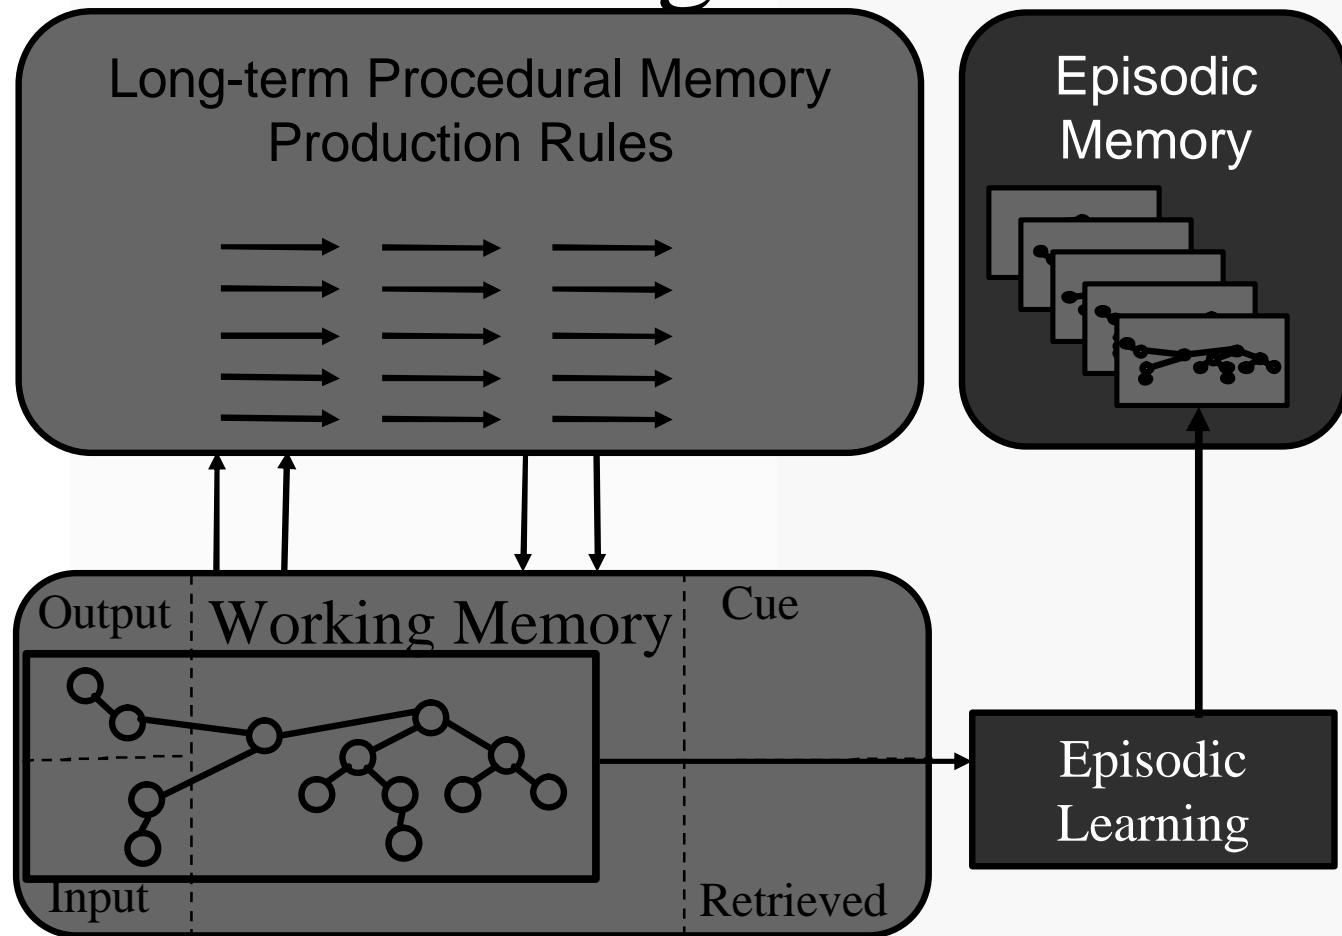 Long-term Procedural Memory
Production Rules
Episodic
Memory
Output
Working Memory
Cue
Input
Retrieved
Episodic
Learning